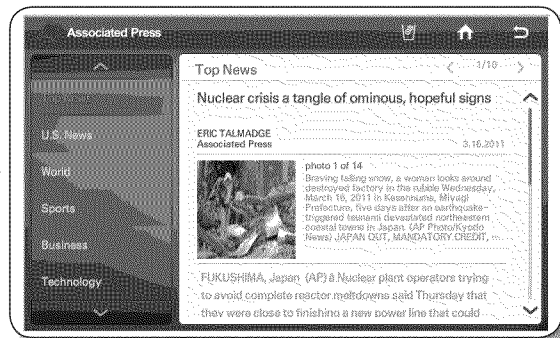 Associated Press
Top News
U.S. News
World
Sports
Business
Technology
Top News
1/10
Nuclear crisis a tangle of ominous, hopeful signs
ERIC TALMADGE
Associated Press
3.16.2011
photo 1 of 14
Braving falling snow, a woman looks around
destroyed factory in the rubble Wednesday,
March 16, 2011 in Kesennuma, Miyagi
Prefecture, five days after an earthquake-
triggered tsunami devastated northeastern
coastal towns in Japan. (AP Photo/Kyodo
News) JAPAN OUT, MANDATORY CREDIT, ...
FUKUSHIMA, Japan (AP) â Nuclear plant operators trying
to avoid complete reactor meltdowns said Thursday that
they were close to finishing a new power line that could